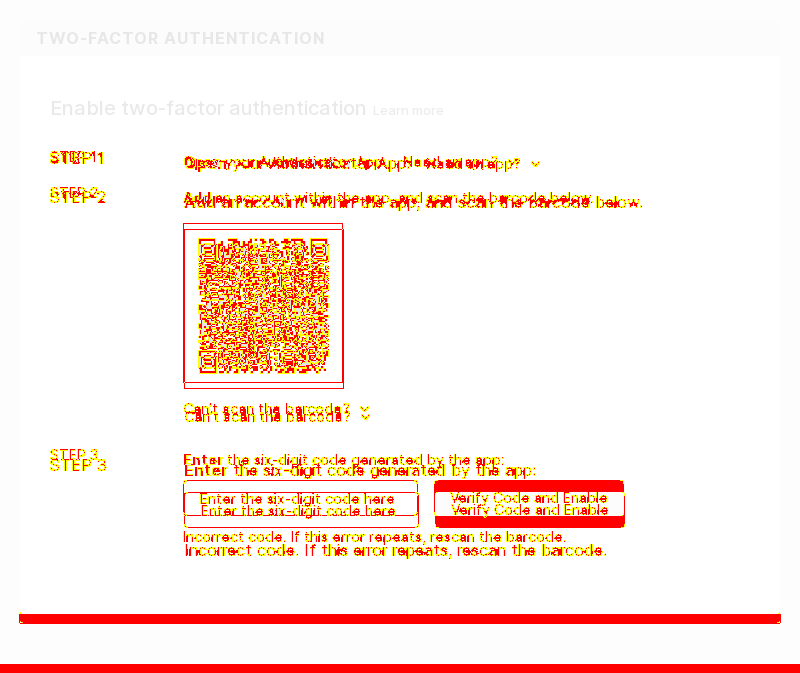 TWO-FACTOR AUTHENTICATION
Enable two-factor authentication Learn more
STEP 1
Open your Authenticator App. Need an app?
STEP 2
Add an account within the app, and scan the barcode below.
Can't scan the barcode?
STEP 3
Enter the six-digit code generated by the app:
Enter the six-digit code here
Verify Code and Enable
Incorrect code. If this error repeats, rescan the barcode.